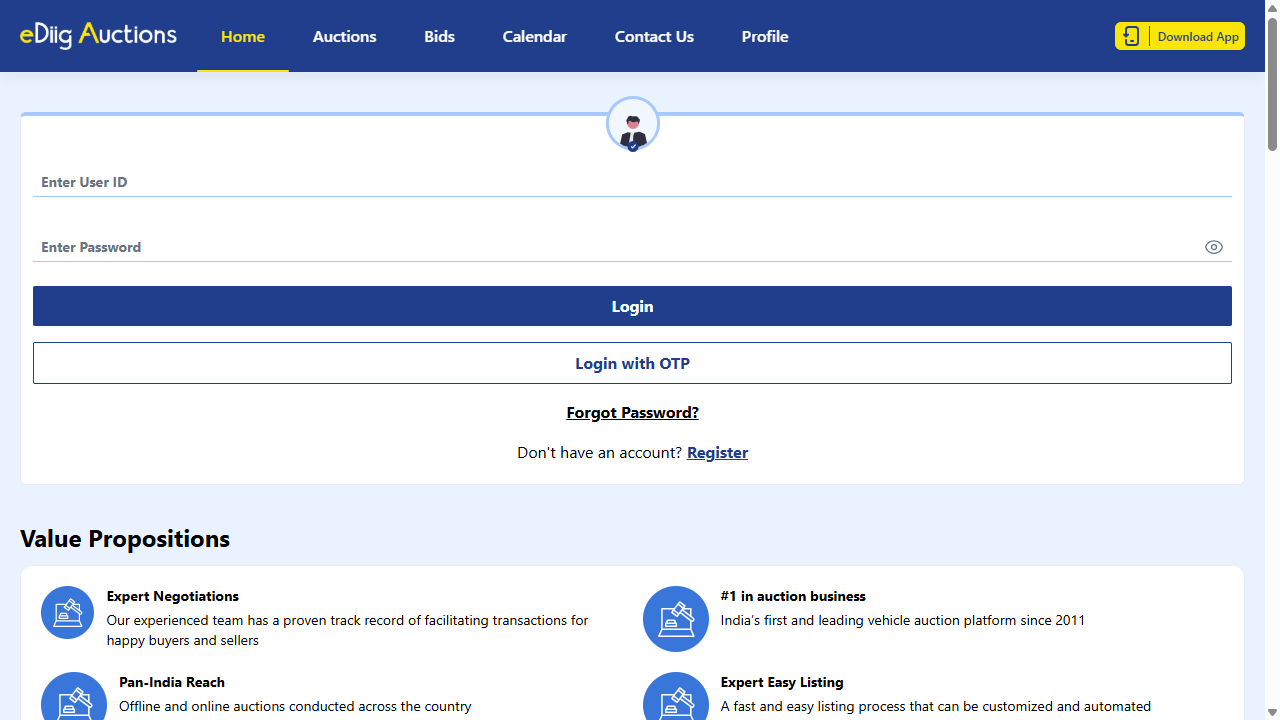 eDiig Auctions
Home
Auctions
Bids
Calendar
Contact Us
Profile
Download App
Enter User ID
Enter Password
Login
Login with OTP
Forgot Password?
Don't have an account? Register
Value Propositions
Expert Negotiations
Our experienced team has a proven track record of facilitating transactions for
happy buyers and sellers
#1 in auction business
India's first and leading vehicle auction platform since 2011
Pan-India Reach
Offline and online auctions conducted across the country
Expert Easy Listing
A fast and easy listing process that can be customized and automated